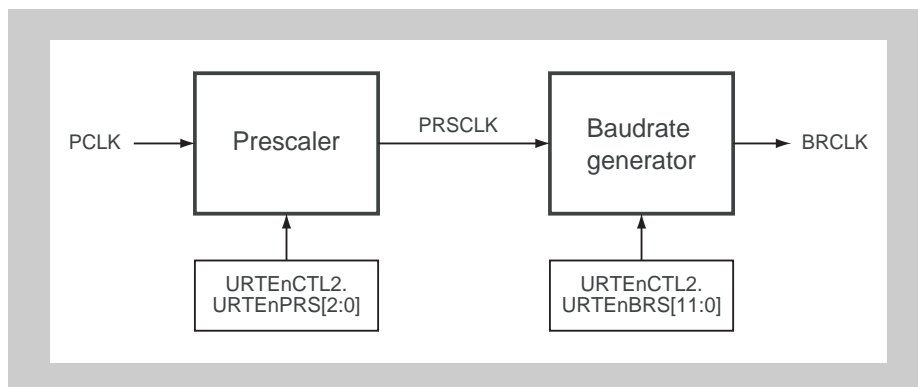 PCLK
Prescaler
PRSCLK
Baudrate
generator
BRCLK
URTEnCTL2.
URTEnPRS[2:0]
URTEnCTL2.
URTEnBRS[11:0]